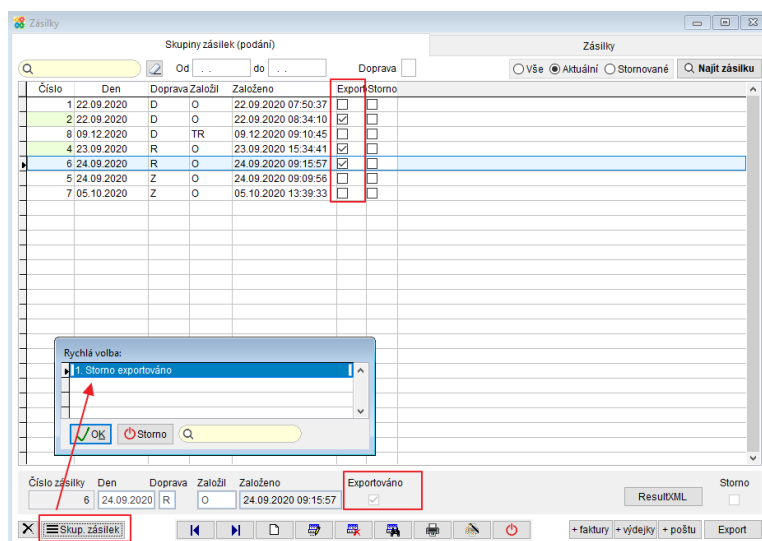 Zásilky
Skupiny zásilek (podání) Zásilky
Od . . do . . Doprava Vše Aktuální Stornované Najít zásilku
Číslo Den Doprava Založil Založeno Export Storno
1 22.09.2020 D O 22.09.2020 07:50:37
2 22.09.2020 D O 22.09.2020 08:34:10
8 09.12.2020 D TR 09.12.2020 09:10:45
4 23.09.2020 R O 23.09.2020 15:34:41
6 24.09.2020 R O 24.09.2020 09:15:57
5 24.09.2020 Z O 24.09.2020 09:09:56
7 05.10.2020 Z O 05.10.2020 13:39:33
Rychlá volba:
1. Storno exportováno
OK Storno
Číslo zásilky Den Doprava Založil Založeno Exportováno Storno
6 24.09.2020 R O 24.09.2020 09:15:57 ResultXML
Skup. zásilek + faktury + výdejky + poštu Export